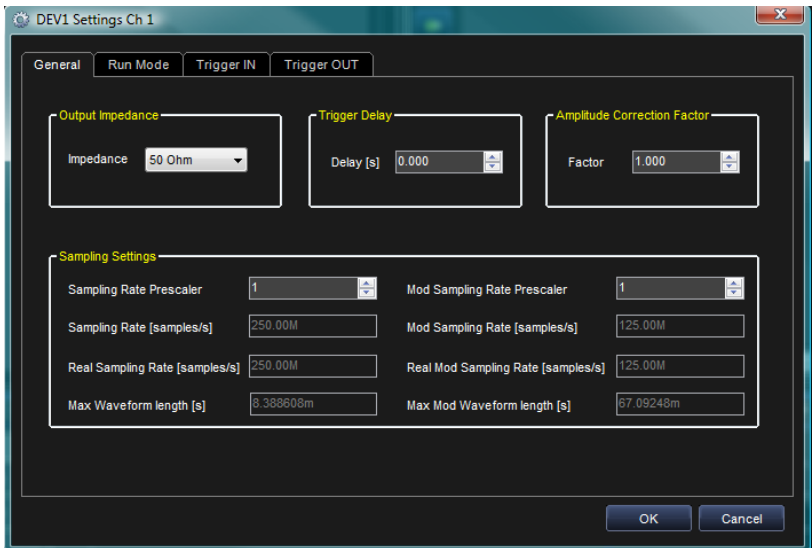 DEV1 Settings Ch 1
General Run Mode Trigger IN Trigger OUT
Output Impedance
Impedance 50 Ohm
Trigger Delay
Delay [s] 0.000
Amplitude Correction Factor
Factor 1.000
Sampling Settings
Sampling Rate Prescaler 1 Mod Sampling Rate Prescaler 1
Sampling Rate [samples/s] 250.00M Mod Sampling Rate [samples/s] 125.00M
Real Sampling Rate [samples/s] 250.00M Real Mod Sampling Rate [samples/s] 125.00M
Max Waveform length [s] 8.388608m Max Mod Waveform length [s] 67.09248m
OK Cancel